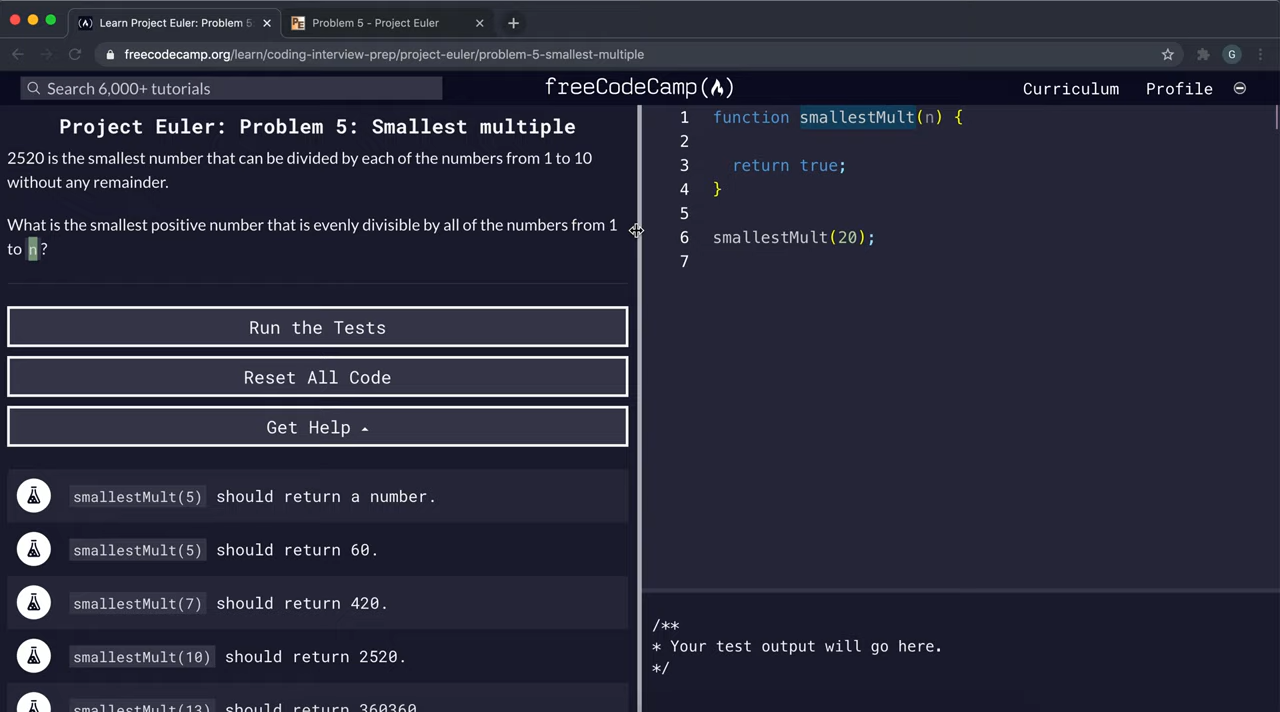 Learn Project Euler: Problem 5
Problem 5 - Project Euler
freecodecamp.org/learn/coding-interview-prep/project-euler/problem-5-smallest-multiple
G
Search 6,000+ tutorials
freeCodeCamp
Curriculum
Profile
Project Euler: Problem 5: Smallest multiple
2520 is the smallest number that can be divided by each of the numbers from 1 to 10
without any remainder.
What is the smallest positive number that is evenly divisible by all of the numbers from 1
to n ?
Run the Tests
Reset All Code
Get Help
smallestMult(5) should return a number.
smallestMult(5) should return 60.
smallestMult(7) should return 420.
smallestMult(10) should return 2520.
smallestMult(13) should return 360360.
1 function smallestMult(n) {
2
3 return true;
4 }
5
6 smallestMult(20);
7
/**
* Your test output will go here.
*/